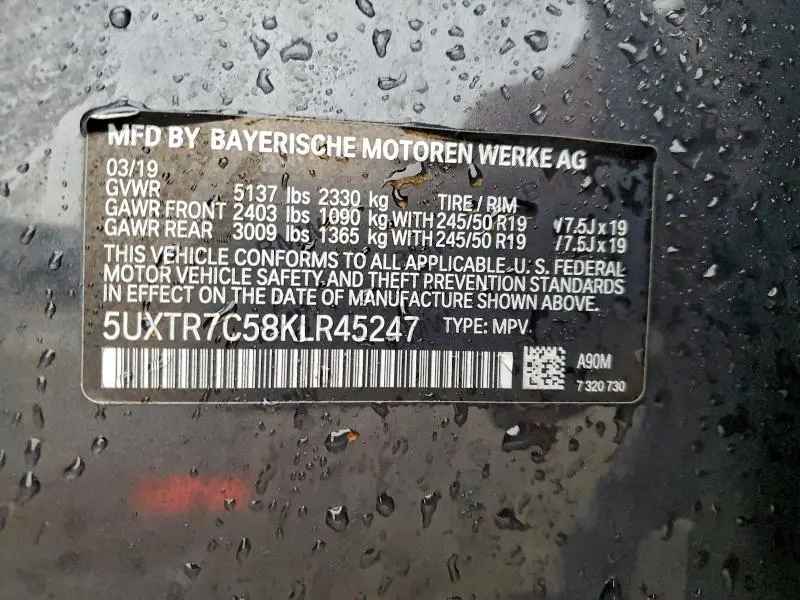 MFD BY BAYERISCHE MOTOREN WERKE AG
03/19
GVWR 5137 lbs 2330 kg TIRE / RIM
GAWR FRONT 2403 lbs 1090 kg WITH 245/50 R19 / 7.5J x 19
GAWR REAR 3009 lbs 1365 kg WITH 245/50 R19 / 7.5J x 19
THIS VEHICLE CONFORMS TO ALL APPLICABLE U. S. FEDERAL
MOTOR VEHICLE SAFETY AND THEFT PREVENTION STANDARDS
IN EFFECT ON THE DATE OF MANUFACTURE SHOWN ABOVE.
5UXTR7C58KLR45247 TYPE: MPV
A90M
7 320 730